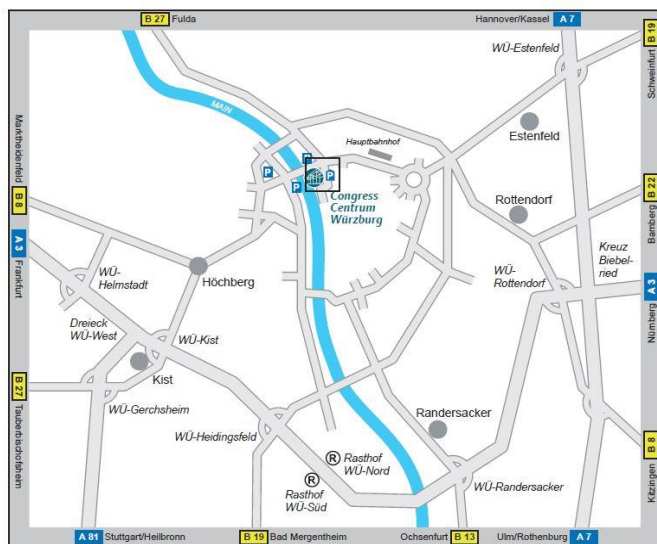 B 27 Fulda
Hannover/Kassel A 7
B 19
Schweinfurt
WÜ-Estenfeld
MAIN
Hauptbahnhof
Estenfeld
Marktheidenfeld
B 8
P
P
P
P
Congress
Centrum
Würzburg
Rottendorf
B 22
Bamberg
A 3
Frankfurt
WÜ-
Helmstadt
Höchberg
WÜ-
Rottendorf
Kreuz
Biebel-
ried
A 3
Nürnberg
Dreieck
WÜ-West
WÜ-Kist
Kist
B 27
Tauberbischofsheim
WÜ-Gerchsheim
WÜ-Heidingsfeld
Randersacker
B 8
Kitzingen
R Rasthof
WÜ-Nord
R
Rasthof
WÜ-Süd
WÜ-Randersacker
A 81 Stuttgart/Heilbronn
B 19 Bad Mergentheim
Ochsenfurt B 13
Ulm/Rothenburg A 7